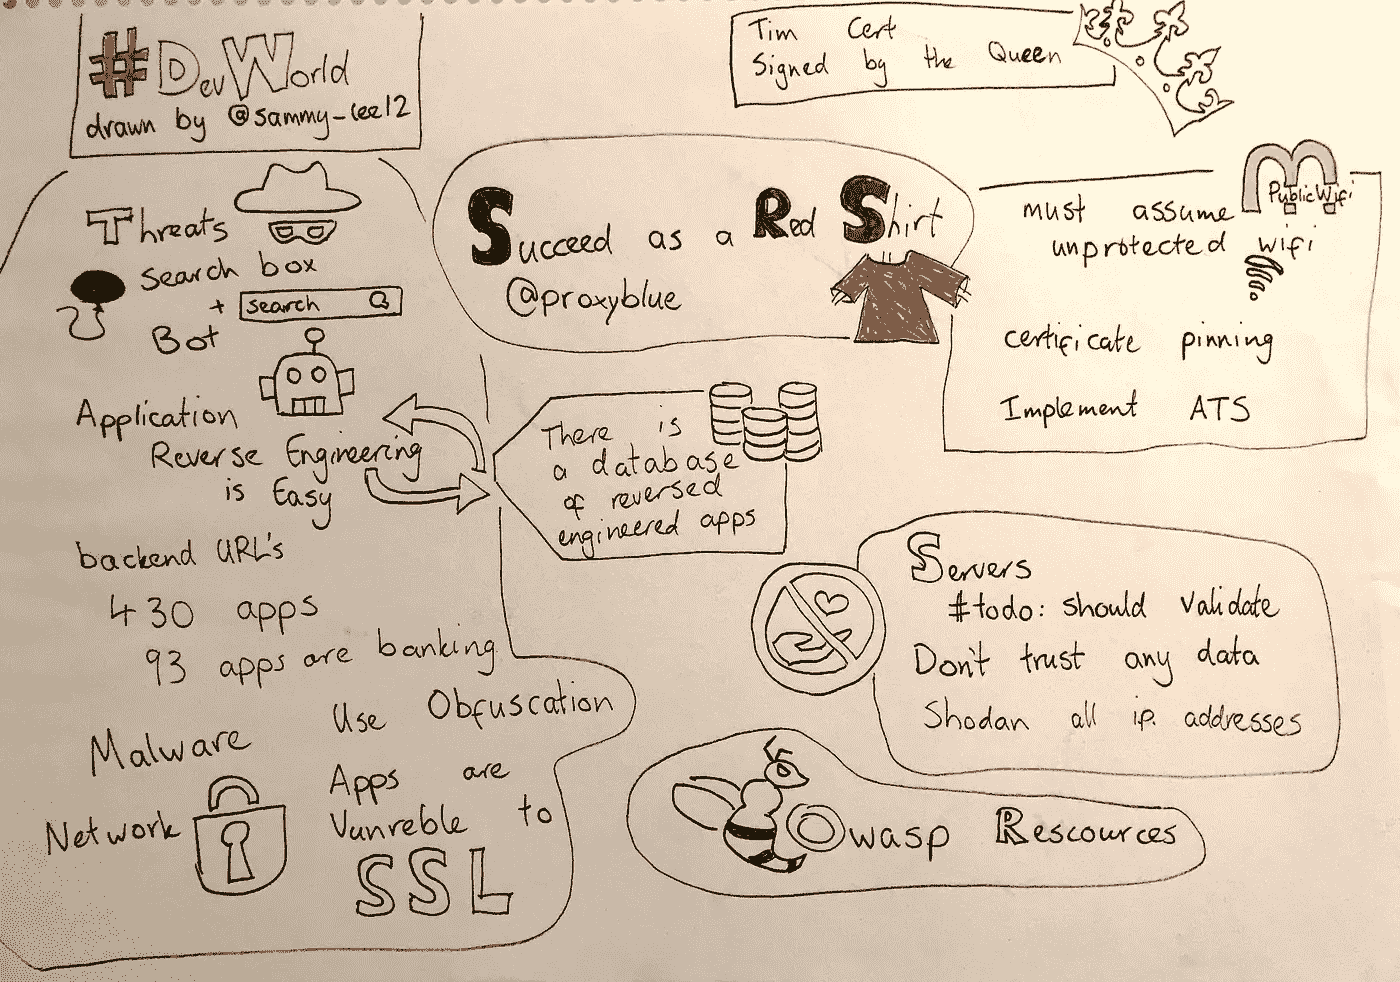 #DevWorld
drawn by @sammy_lee12
Tim Cert
Signed by the Queen
Succeed as a Red Shirt
@proxyblue
Threats
search box
+ search
Bot
Application
Reverse Engineering
is Easy
backend URL's
430 apps
93 apps are banking
Use Obfuscation
Malware
Network
Apps are
Vunreble to
SSL
There is
a database
of reversed
engineered apps
Public Wifi
must assume
unprotected wifi
certificate pinning
Implement ATS
Servers
#todo: should validate
Don't trust any data
Shodan all i.p. addresses
Owasp Rescources